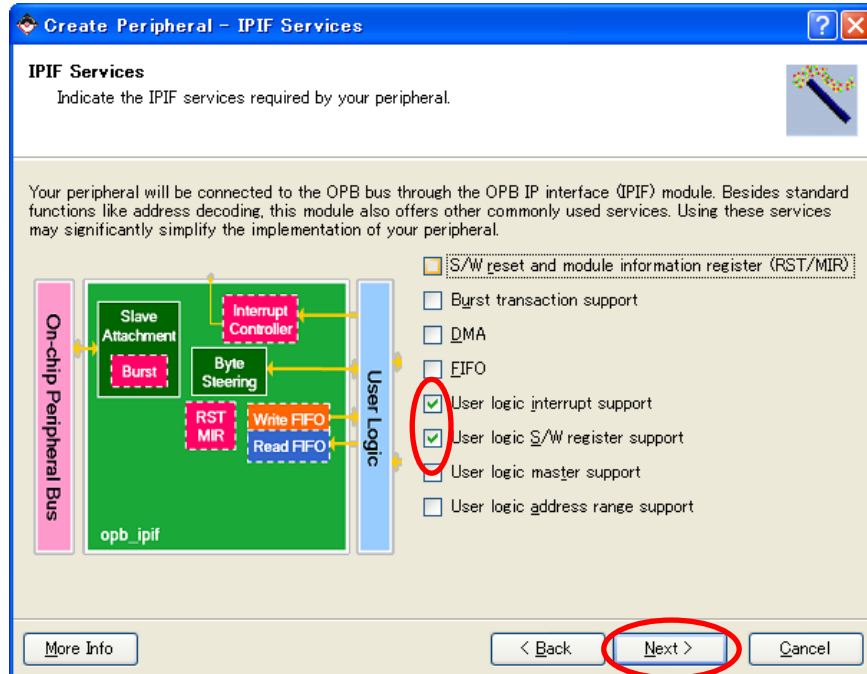 Create Peripheral - IPIF Services
IPIF Services
Indicate the IPIF services required by your peripheral.
Your peripheral will be connected to the OPB bus through the OPB IP interface (IPIF) module. Besides standard
functions like address decoding, this module also offers other commonly used services. Using these services
may significantly simplify the implementation of your peripheral.
On-chip Peripheral Bus
Slave
Attachment
Burst
Interrupt
Controller
Byte
Steering
RST
MIR
Write FIFO
Read FIFO
opb_ipif
User Logic
S/W reset and module information register (RST/MIR)
Burst transaction support
DMA
FIFO
User logic interrupt support
User logic S/W register support
User logic master support
User logic address range support
More Info
< Back
Next >
Cancel